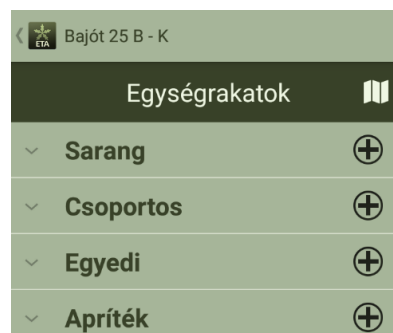 ETA Bajót 25 B - K
Egységrakatok
Sarang
Csoportos
Egyedi
Apríték